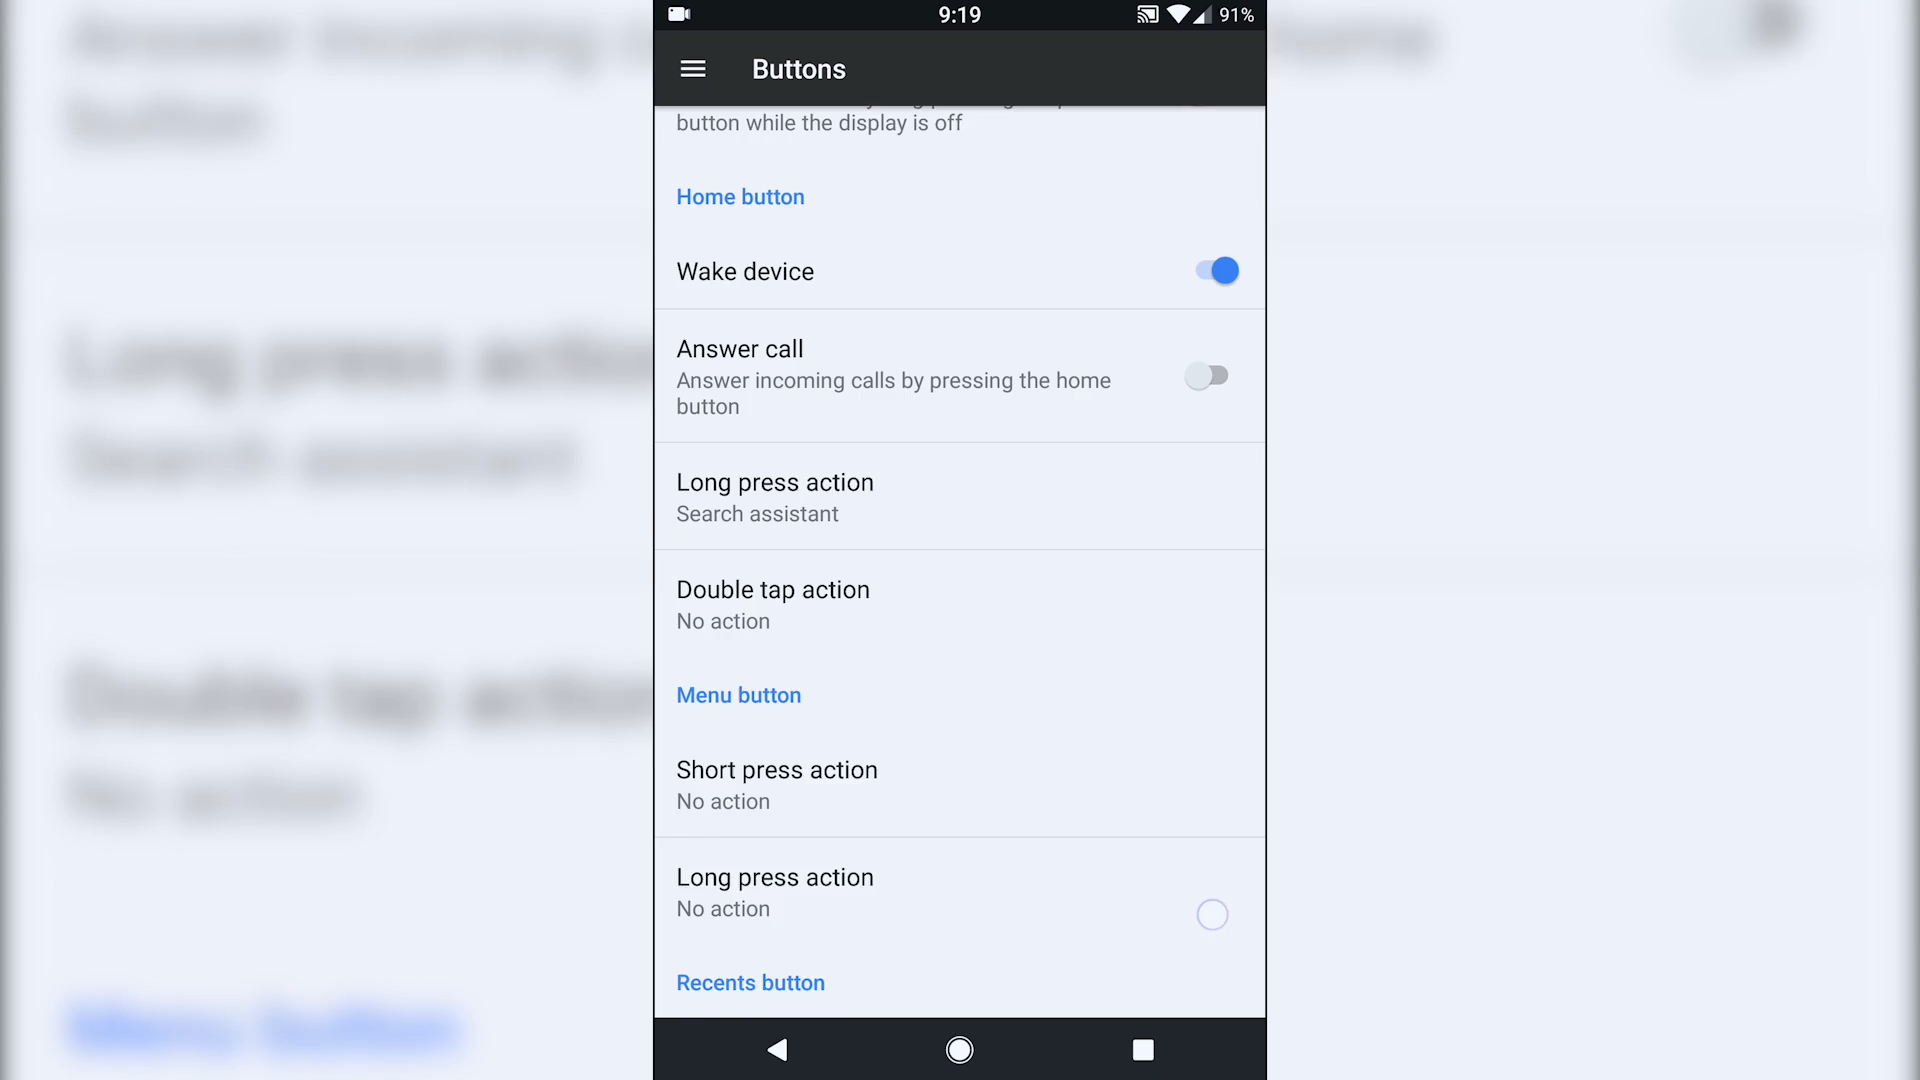 9:19
91%
Buttons
button while the display is off
Home button
Wake device
Answer call
Answer incoming calls by pressing the home
button
Long press action
Search assistant
Double tap action
No action
Menu button
Short press action
No action
Long press action
No action
Recents button